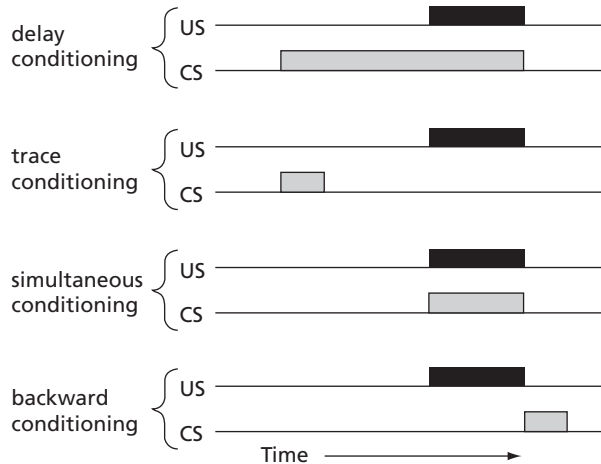 delay
conditioning
US
CS
trace
conditioning
US
CS
simultaneous
conditioning
US
CS
backward
conditioning
US
CS
Time